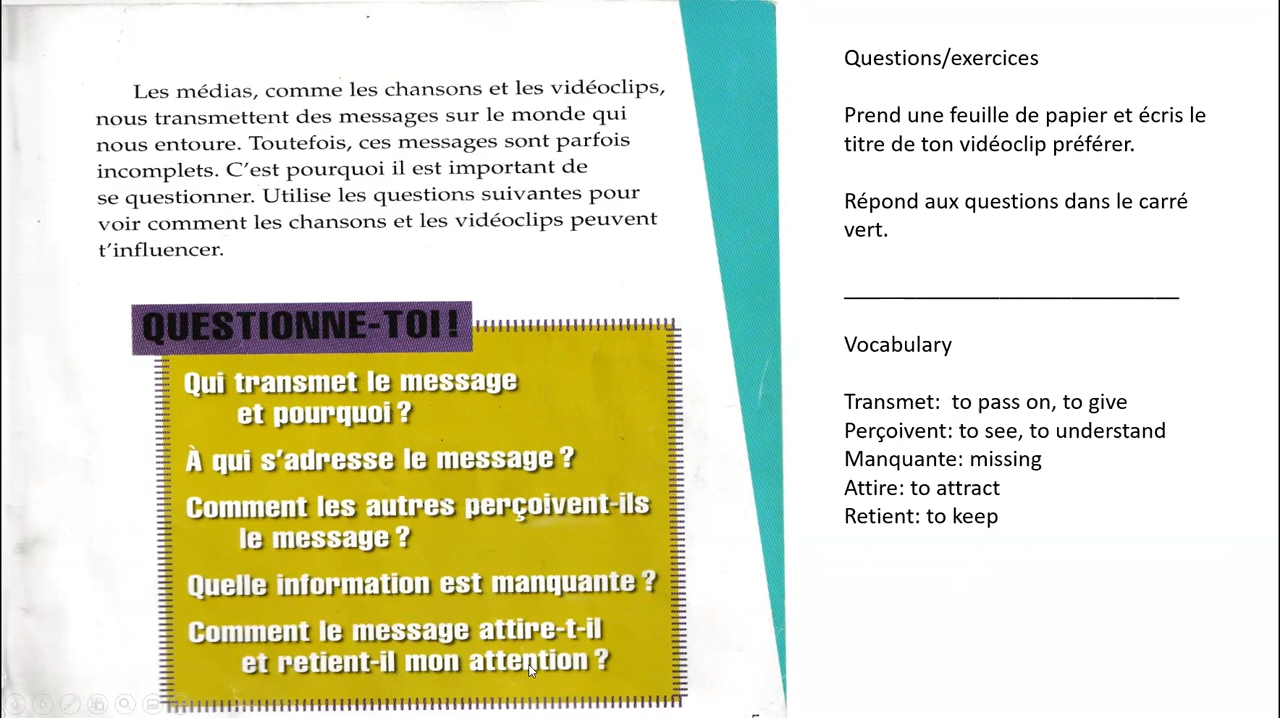 Les médias, comme les chansons et les vidéoclips,
nous transmettent des messages sur le monde qui
nous entoure. Toutefois, ces messages sont parfois
incomplets. C'est pourquoi il est important de
se questionner. Utilise les questions suivantes pour
voir comment les chansons et les vidéoclips peuvent
t'influencer.
QUESTIONNE-TOI !
Qui transmet le message
et pourquoi ?
À qui s'adresse le message ?
Comment les autres perçoivent-ils
le message ?
Quelle information est manquante ?
Comment le message attire-t-il
et retient-il mon attention ?
Questions/exercices
Prend une feuille de papier et écris le
titre de ton vidéoclip préférer.
Répond aux questions dans le carré
vert.
Vocabulary
Transmet:  to pass on, to give
Perçoivent: to see, to understand
Manquante: missing
Attire: to attract
Retient: to keep